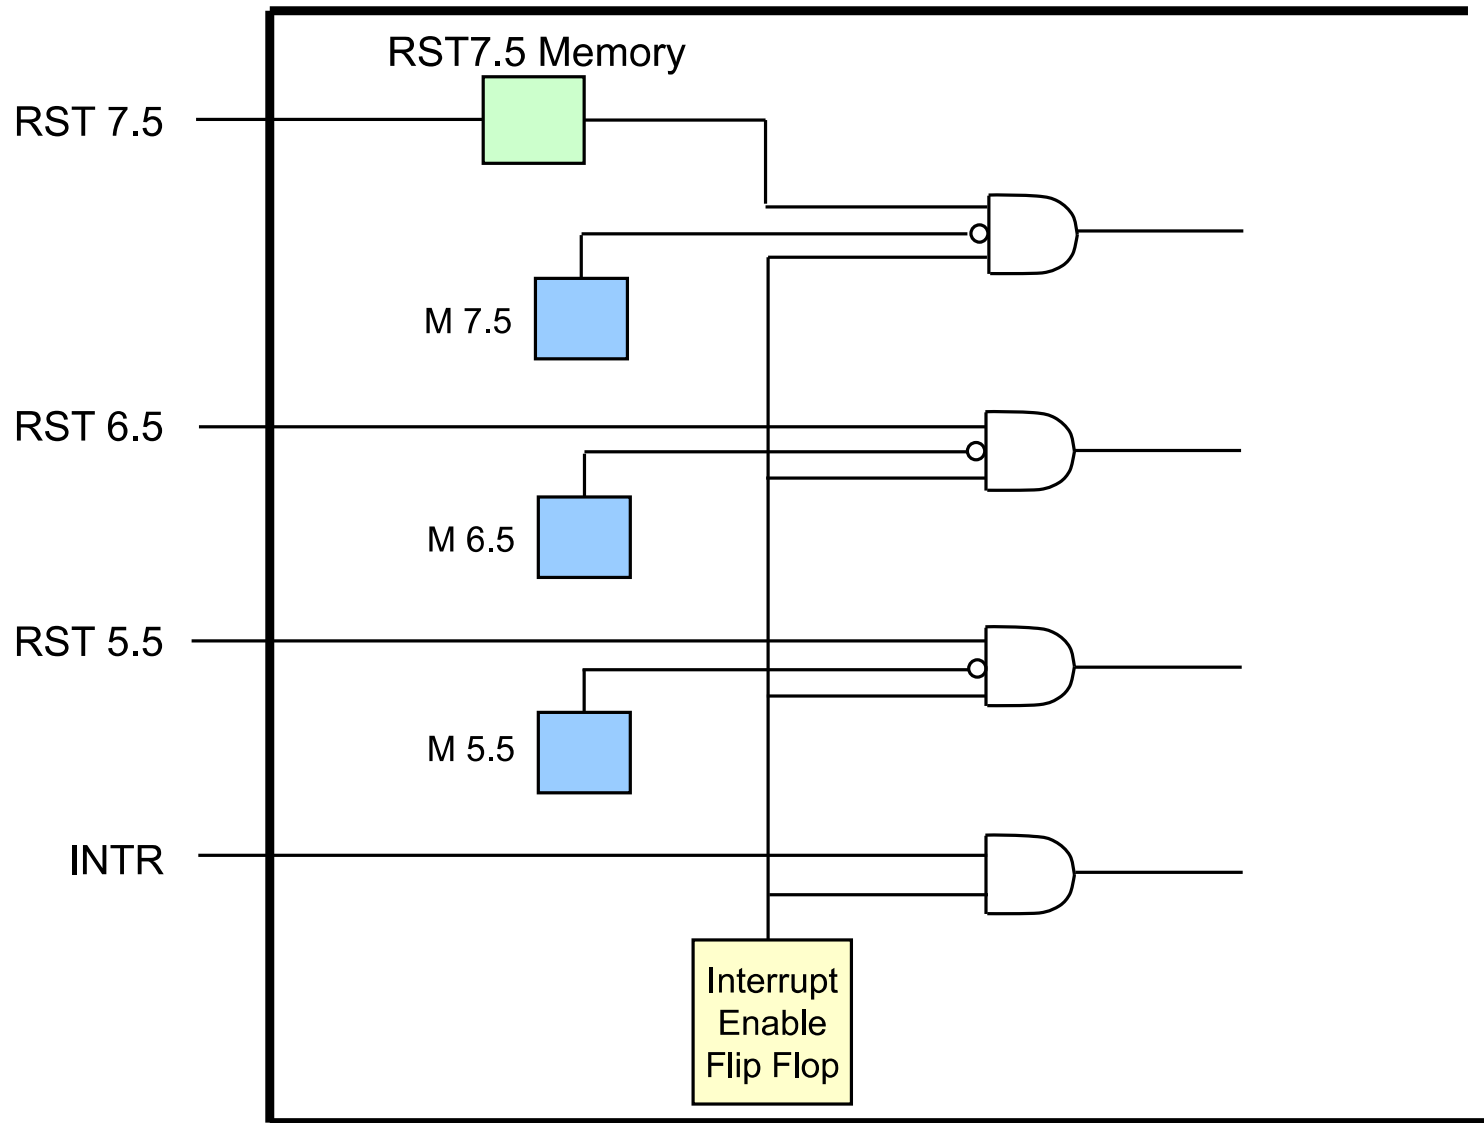 RST7.5 Memory
RST 7.5
M 7.5
RST 6.5
M 6.5
RST 5.5
M 5.5
INTR
Interrupt
Enable
Flip Flop